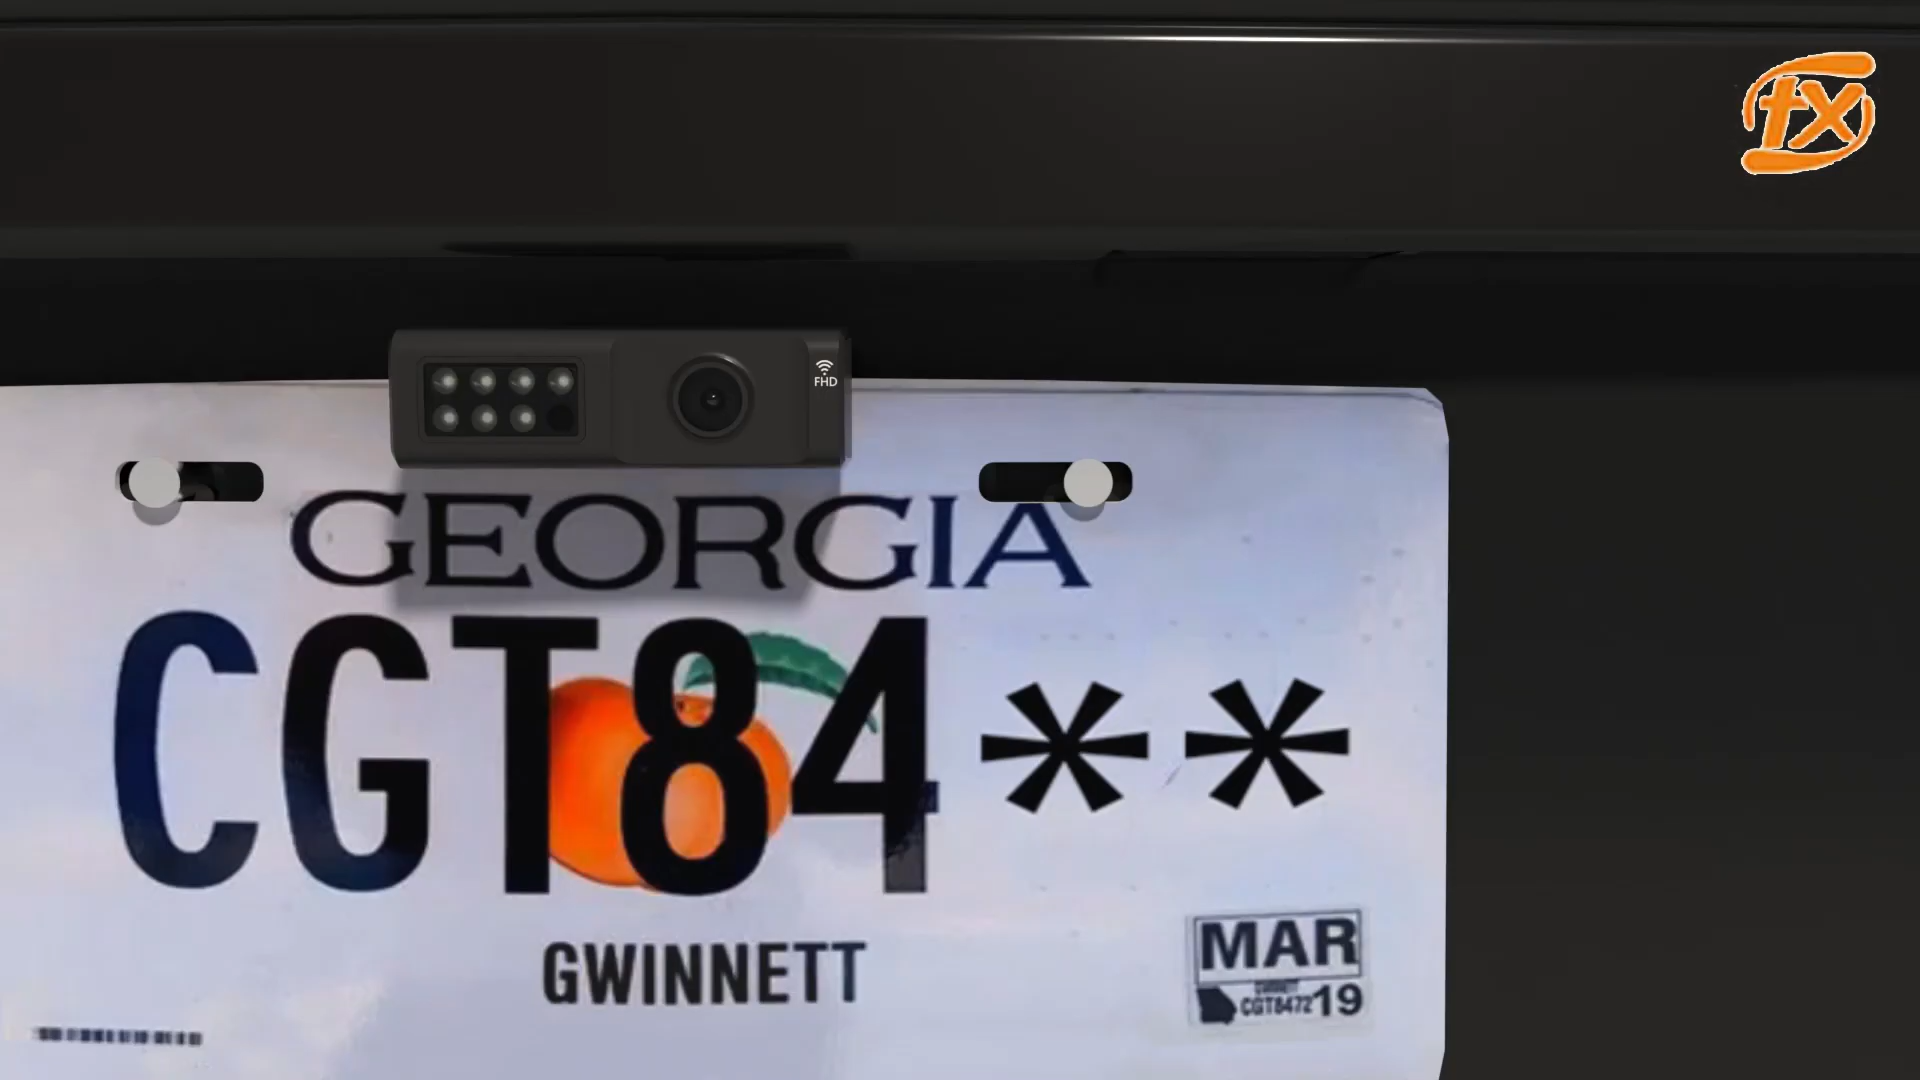 fx
FHD
GEORGIA
CGT84**
GWINNETT
MAR
CGT8472 19